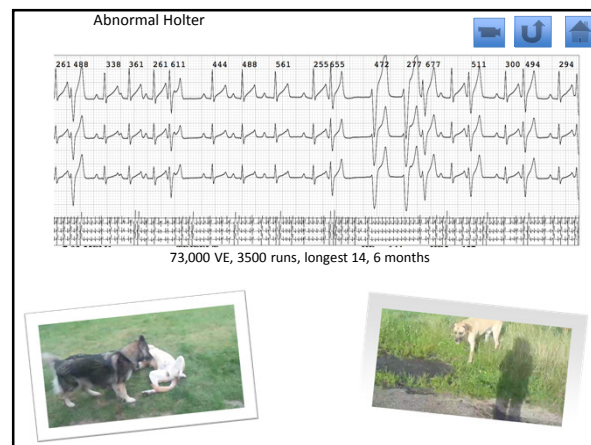 Abnormal Holter
261 488 338 361 261 611 444 488 561 255 655 472 277 677 511 300 494 294
73,000 VE, 3500 runs, longest 14, 6 months